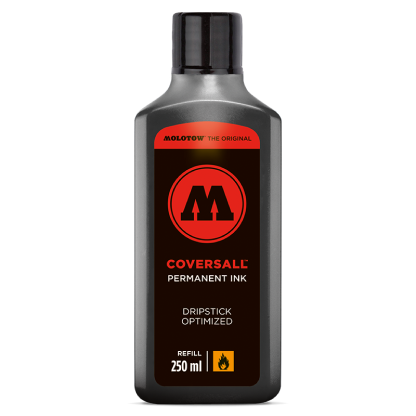 MOLOTOW THE ORIGINAL
M
COVERSALL™
PERMANENT INK
DRIPSTICK
OPTIMIZED
REFILL
250 ml